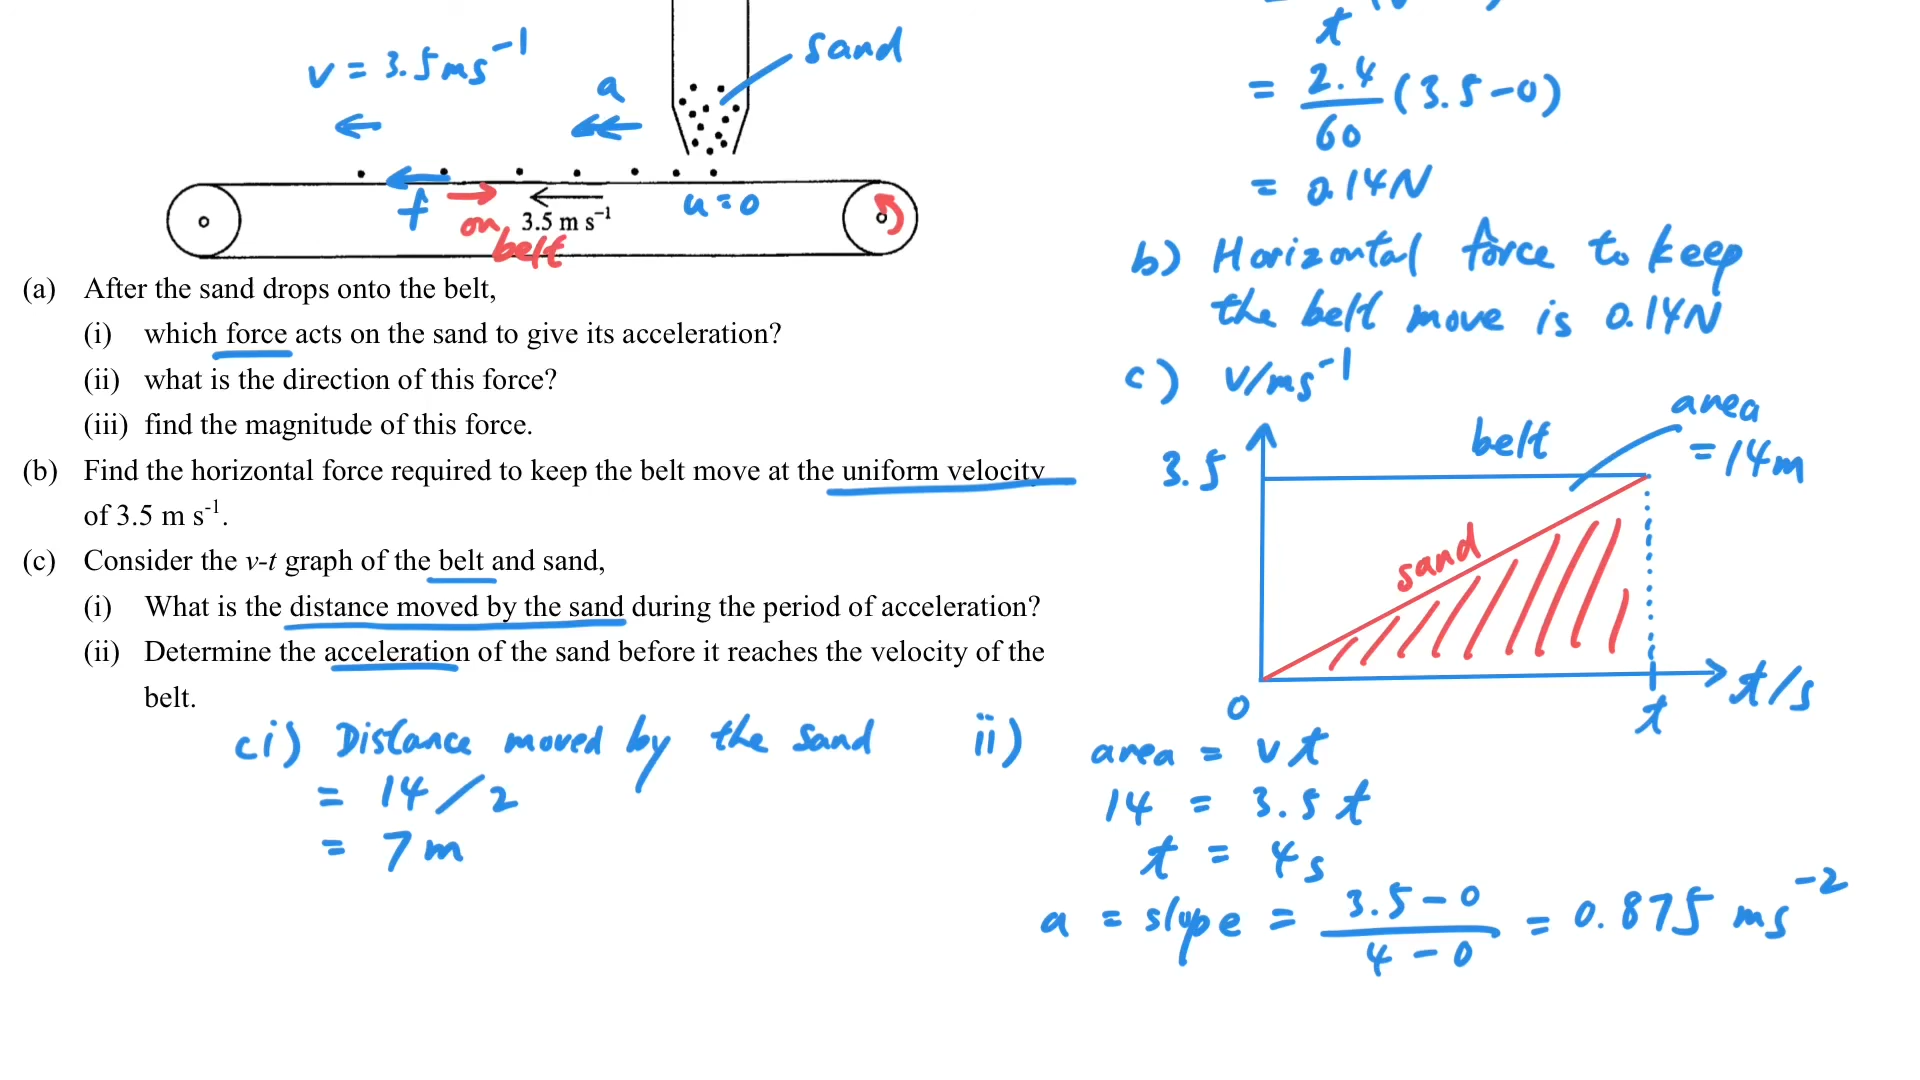 v = 3.5 ms⁻¹
a
sand
f
on belt
3.5 m s⁻¹
u = 0
(a) After the sand drops onto the belt,
(i) which force acts on the sand to give its acceleration?
(ii) what is the direction of this force?
(iii) find the magnitude of this force.
(b) Find the horizontal force required to keep the belt move at the uniform velocity
of 3.5 m s⁻¹.
(c) Consider the v-t graph of the belt and sand,
(i) What is the distance moved by the sand during the period of acceleration?
(ii) Determine the acceleration of the sand before it reaches the velocity of the
belt.
ci) Distance moved by the sand
= 14/2
= 7 m
t
= 2.4/60 (3.5-0)
= 0.14N
b) Horizontal force to keep
the belt move is 0.14N
c) v/ms⁻¹
area
= 14m
belt
3.5
sand
0
t
t/s
ii) area = vt
14 = 3.5t
t = 4s
a = slope = 3.5-0/4-0 = 0.875 ms⁻²